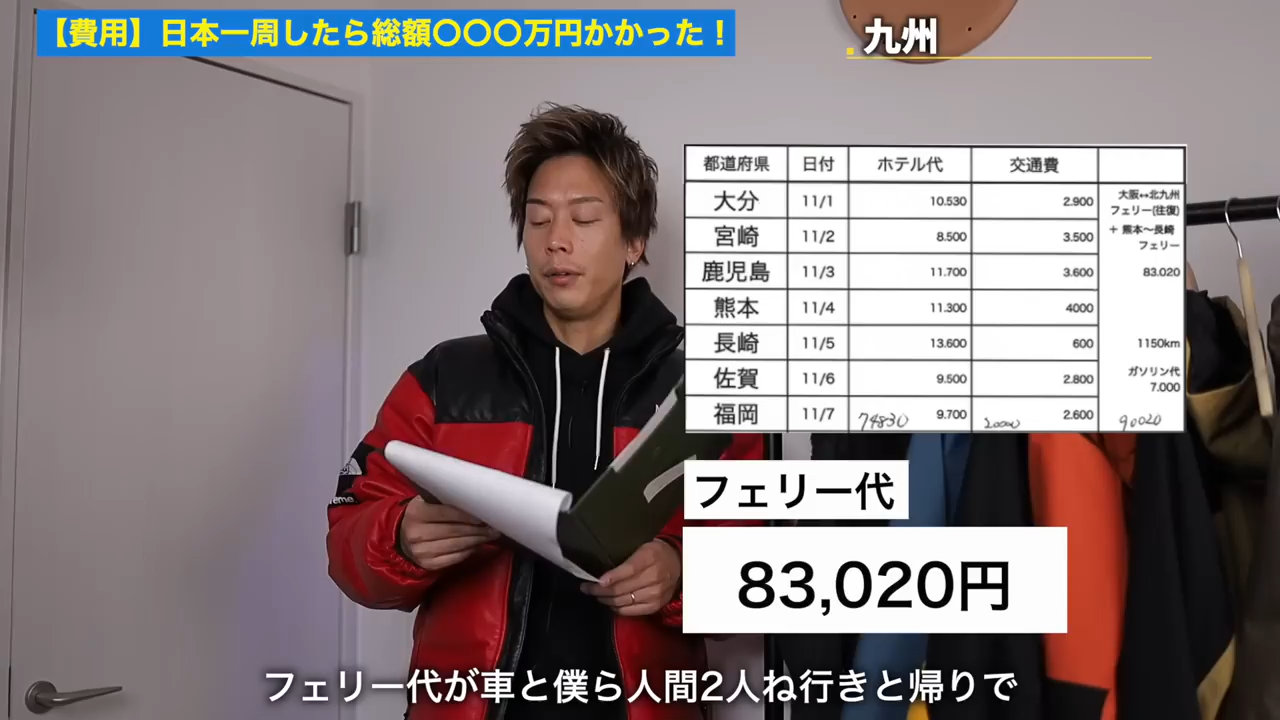 【費用】日本一周したら総額〇〇〇万円かかった！
九州
都道府県 日付 ホテル代 交通費
大分 11/1 10.530 2.900 大阪↔北九州
フェリー(往復)
宮崎 11/2 8.500 3.500 + 熊本〜長崎
フェリー
鹿児島 11/3 11.700 3.600 83.020
熊本 11/4 11.300 4000
長崎 11/5 13.600 600 1150km
佐賀 11/6 9.500 2.800 ガソリン代
7.000
福岡 11/7 74830 9.700 20000 2.600 90020
フェリー代
83,020円
eme
フェリー代が車と僕ら人間2人ね行きと帰りで